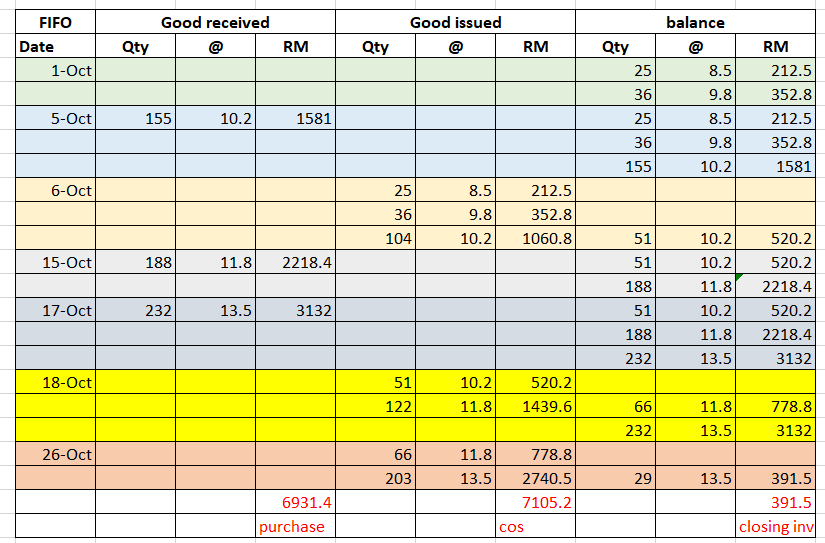 FIFO Good received Good issued balance
Date Qty @ RM Qty @ RM Qty @ RM
1-Oct 25 8.5 212.5
36 9.8 352.8
5-Oct 155 10.2 1581 25 8.5 212.5
36 9.8 352.8
155 10.2 1581
6-Oct 25 8.5 212.5
36 9.8 352.8
104 10.2 1060.8 51 10.2 520.2
15-Oct 188 11.8 2218.4 51 10.2 520.2
188 11.8 2218.4
17-Oct 232 13.5 3132 51 10.2 520.2
188 11.8 2218.4
232 13.5 3132
18-Oct 51 10.2 520.2
122 11.8 1439.6 66 11.8 778.8
232 13.5 3132
26-Oct 66 11.8 778.8
203 13.5 2740.5 29 13.5 391.5
6931.4 7105.2 391.5
purchase cos closing inv